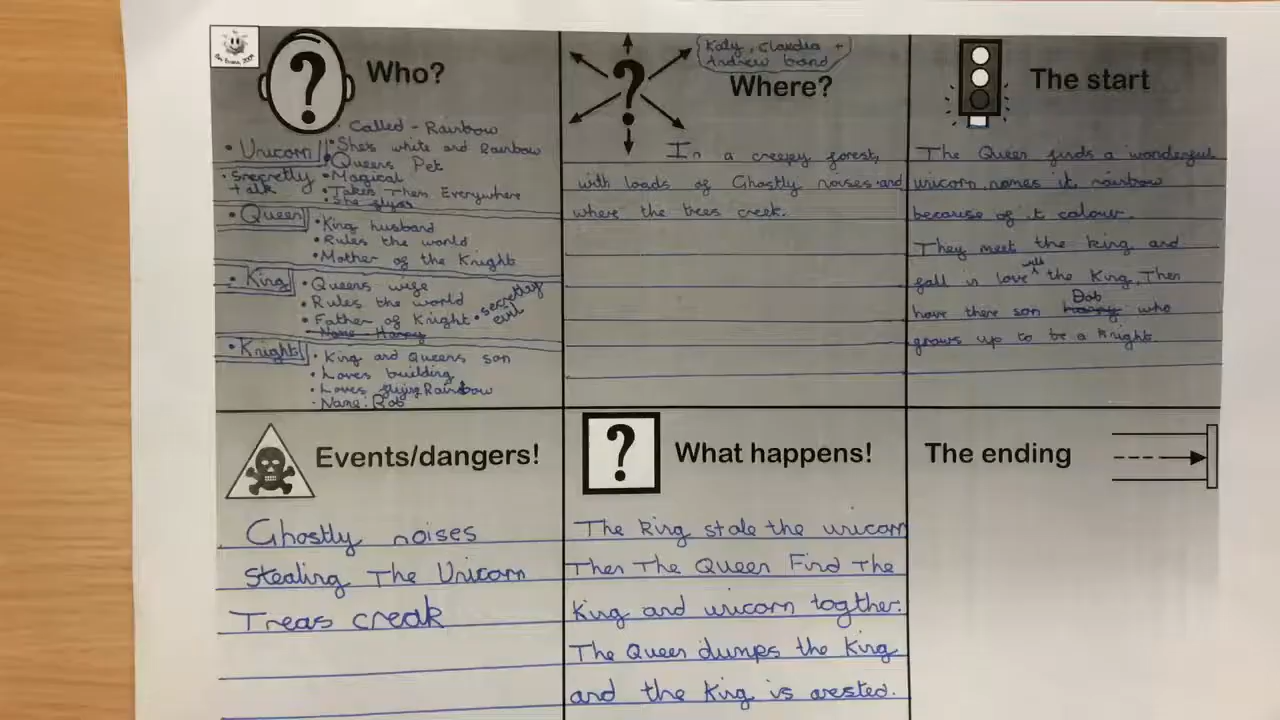 Who?
Called - Rainbow
• Unicorn
• She's white and Rainbow
• Queens Pet
• Srecretly talk
• Magical
• Takes Them Everywhere
• She flys
• Queen
• King husband
• Rules the world
• Mother of the Knight
• King
• Queens wife
• Rules the world
• Father of Knight
• secretly evil
Name Harry
• Knight
• King and Queens son
• Loves building
• Loves flying Rainbow
• Name:
Katy, Claudia +
Andrew
Where?
In a creepy forest,
with loads of Ghostly noises and
where the trees creek.
The start
The Queen finds a wonderful
unicorn, names it rainbow
because of it colour.
They meet the king and
fall in love with the King, Then
have there son Bob harry who
grows up to be a Knight
Events/dangers!
Ghostly noises
Stealing The Unicorn
Treas creak
What happens!
The King stole the unicorn
Then The Queen Find The
King and unicorn togther.
The Queen dumps the King
and the King is arested.
The ending